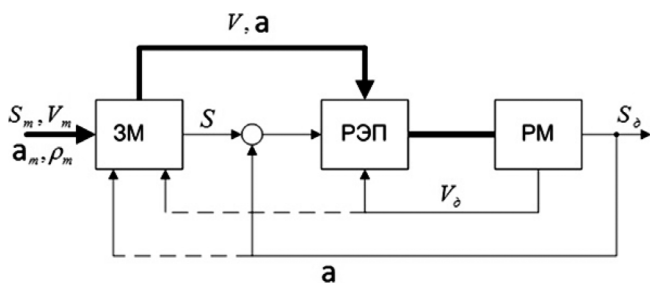 V, a
S_m, V_m
a_m, ρ_m
ЗМ
S
РЭП
РМ
S_д
V_д
a